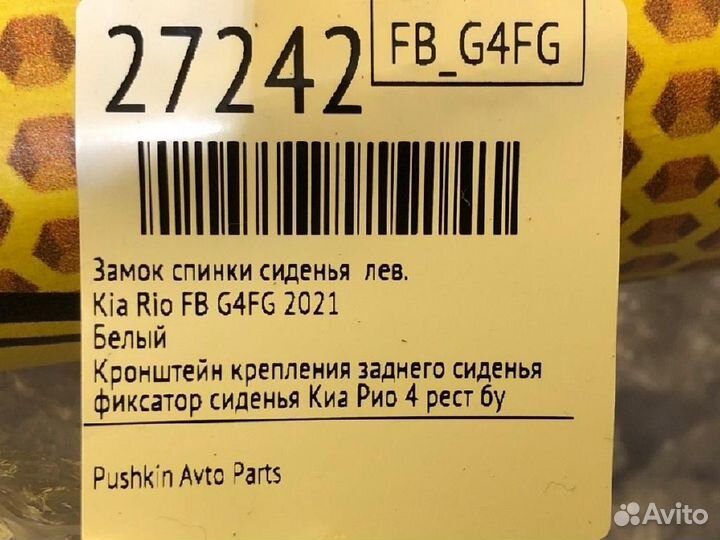 27242
FB_G4FG
Замок спинки сиденья лев.
Kia Rio FB G4FG 2021
Белый
Кронштейн крепления заднего сиденья
фиксатор сиденья Киа Рио 4 рест бу
Pushkin Avto Parts
Avito